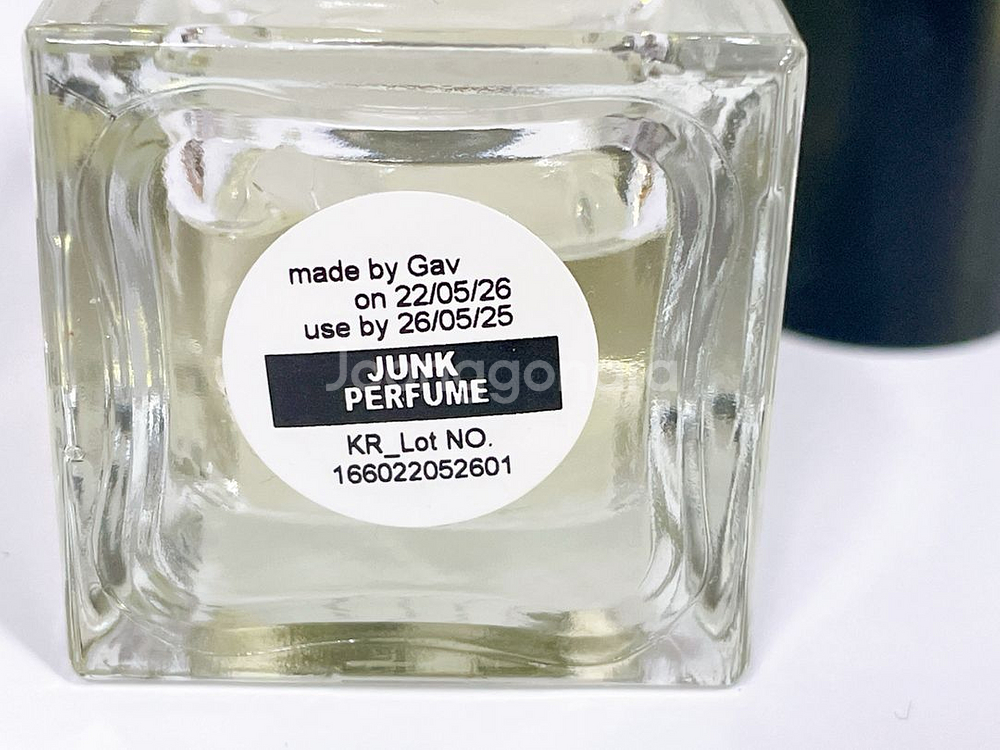 made by Gav
on 22/05/26
use by 26/05/25
JUNK
PERFUME
KR_Lot NO.
166022052601